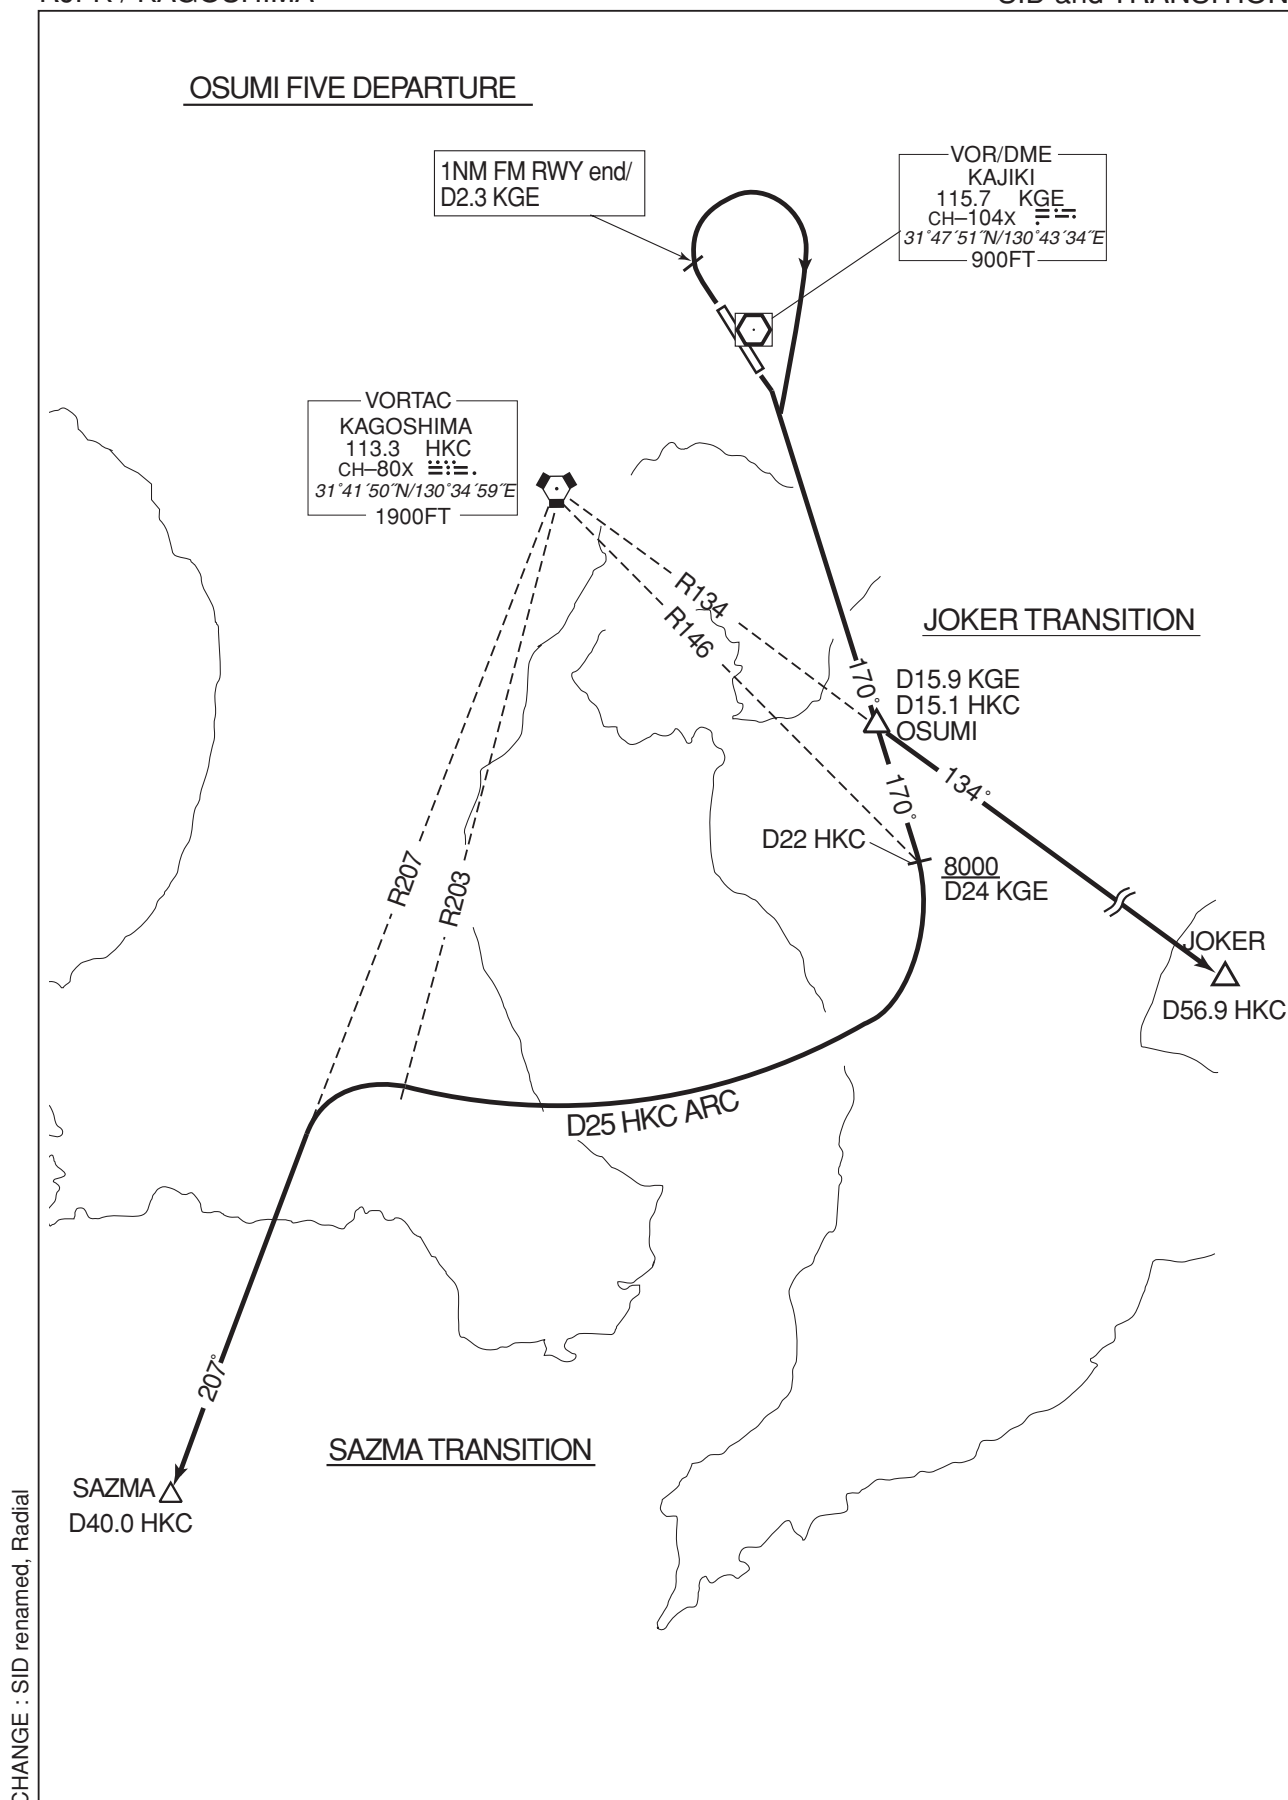 OSUMI FIVE DEPARTURE
1NM FM RWY end/
D2.3 KGE
VOR/DME
KAJIKI
115.7 KGE
CH–104X
31°47´51˝N/130°43´34˝E
900FT
VORTAC
KAGOSHIMA
113.3 HKC
CH–80X
31°41´50˝N/130°34´59˝E
1900FT
R134
R146
JOKER TRANSITION
170°
D15.9 KGE
D15.1 HKC
OSUMI
134°
170°
D22 HKC
8000
D24 KGE
R207
R203
JOKER
D56.9 HKC
D25 HKC ARC
207°
SAZMA TRANSITION
SAZMA
D40.0 HKC
CHANGE : SID renamed, Radial